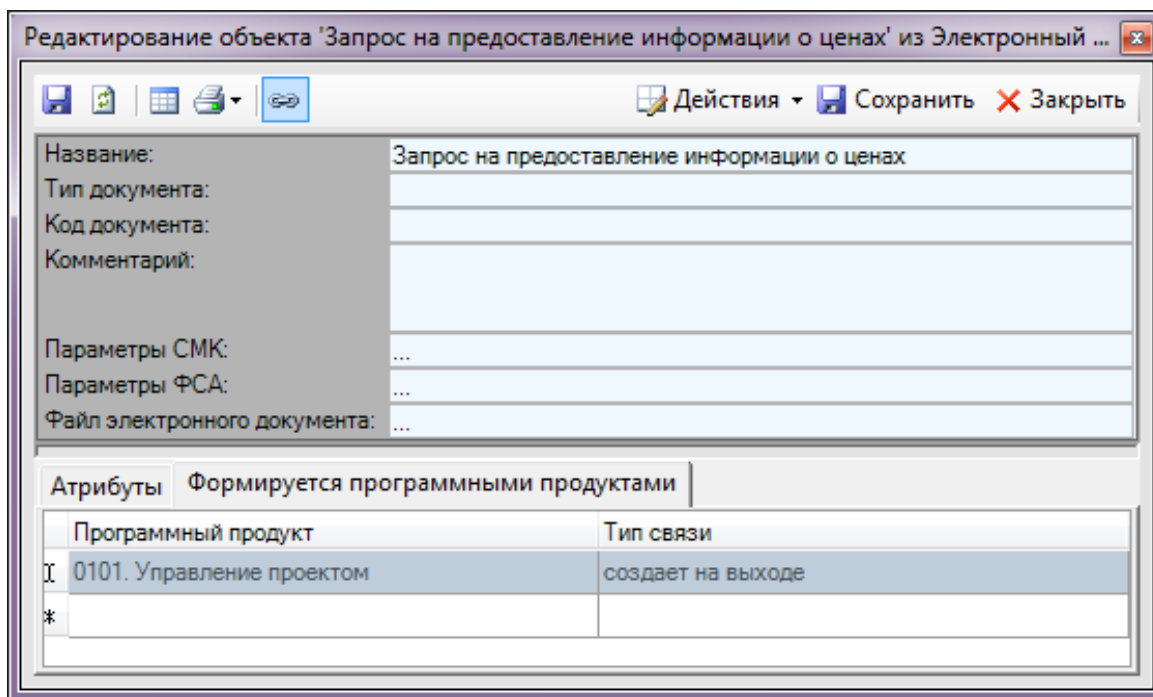 Редактирование объекта 'Запрос на предоставление информации о ценах' из Электронный ...
Действия Сохранить Закрыть
Название: Запрос на предоставление информации о ценах
Тип документа:
Код документа:
Комментарий:
Параметры СМК: ...
Параметры ФСА: ...
Файл электронного документа: ...
Атрибуты Формируется программными продуктами
Программный продукт Тип связи
0101. Управление проектом создает на выходе
*